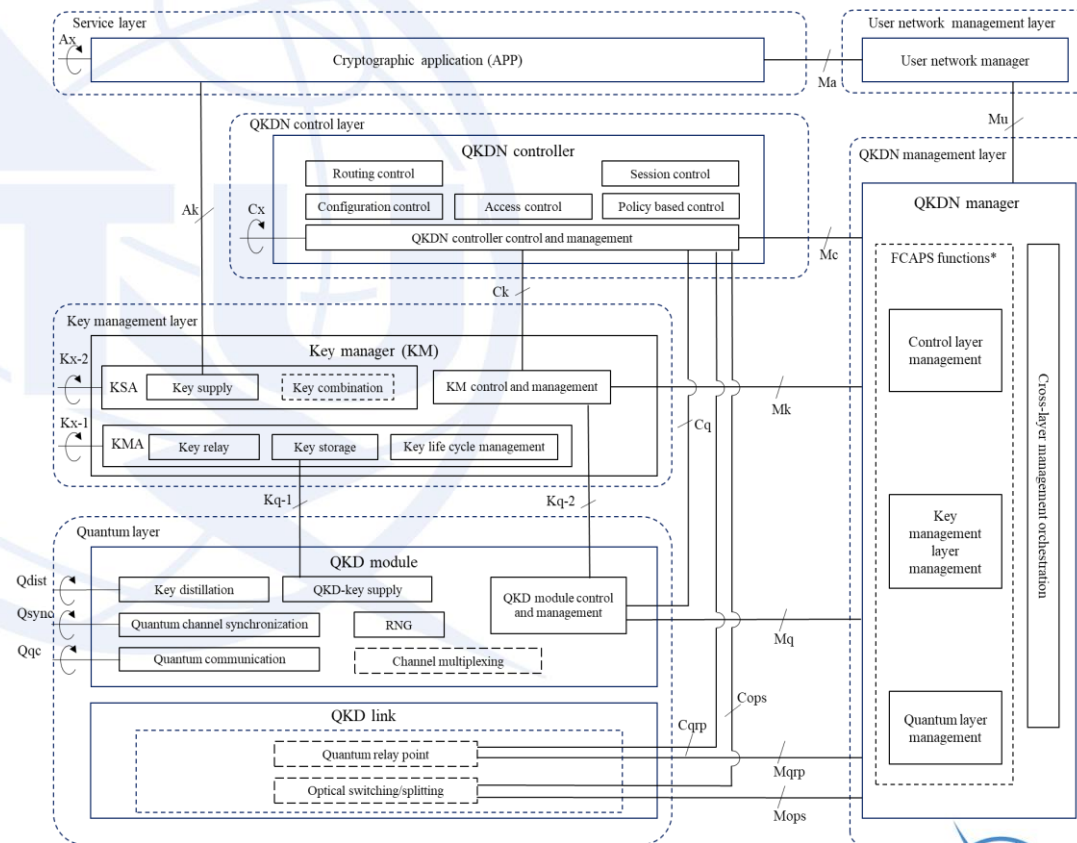 Service layer
User network management layer
Ax
Cryptographic application (APP)
User network manager
Ma
Mu
QKDN control layer
QKDN controller
Routing control
Session control
Configuration control
Access control
Policy based control
QKDN controller control and management
Ak
Cx
Mc
Ck
QKDN management layer
QKDN manager
FCAPS functions*
Control layer
management
Key
management
layer
management
Quantum layer
management
Cross-layer management orchestration
Key management layer
Key manager (KM)
Kx-2
KSA
Key supply
Key combination
KM control and management
Mk
Kx-1
KMA
Key relay
Key storage
Key life cycle management
Cq
Kq-1
Kq-2
Quantum layer
QKD module
Qdist
Key distillation
QKD-key supply
QKD module control
and management
Qsync
Quantum channel synchronization
RNG
Mq
Qqc
Quantum communication
Channel multiplexing
Cops
QKD link
Cqrp
Quantum relay point
Mqrp
Optical switching/splitting
Mops
ITU